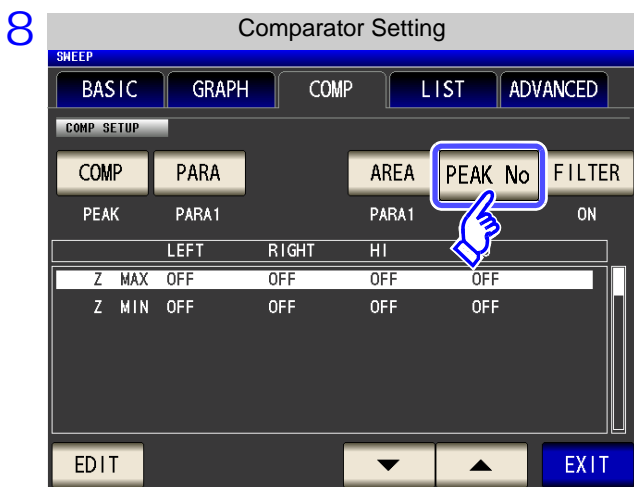 8
Comparator Setting
SWEEP
BASIC GRAPH COMP LIST ADVANCED
COMP SETUP
COMP PARA AREA PEAK No FILTER
PEAK PARA1 PARA1 ON
LEFT RIGHT HI
Z MAX OFF OFF OFF OFF
Z MIN OFF OFF OFF OFF
EDIT ▼ ▲ EXIT